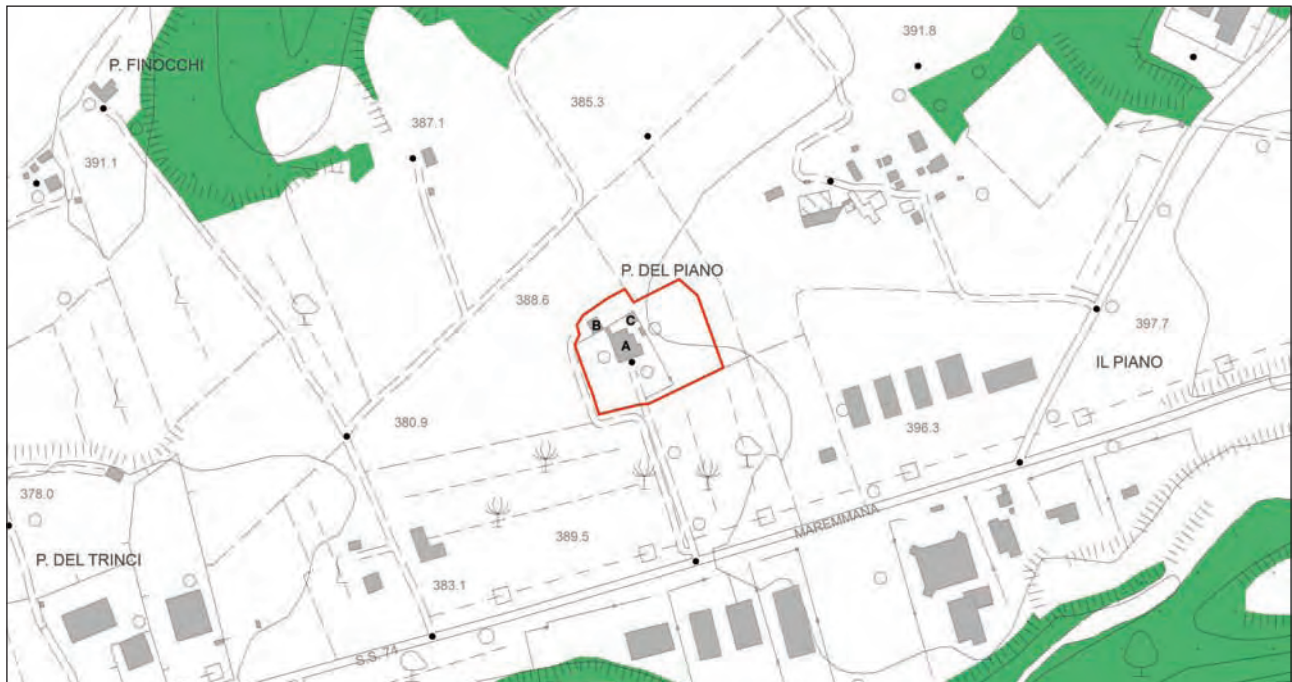 391.8
P. FINOCCHI
385.3
387.1
391.1
P. DEL PIANO
388.6
B
C
A
397.7
IL PIANO
380.9
396.3
378.0
MAREMMANA
389.5
P. DEL TRINCI
383.1
S.S. 74